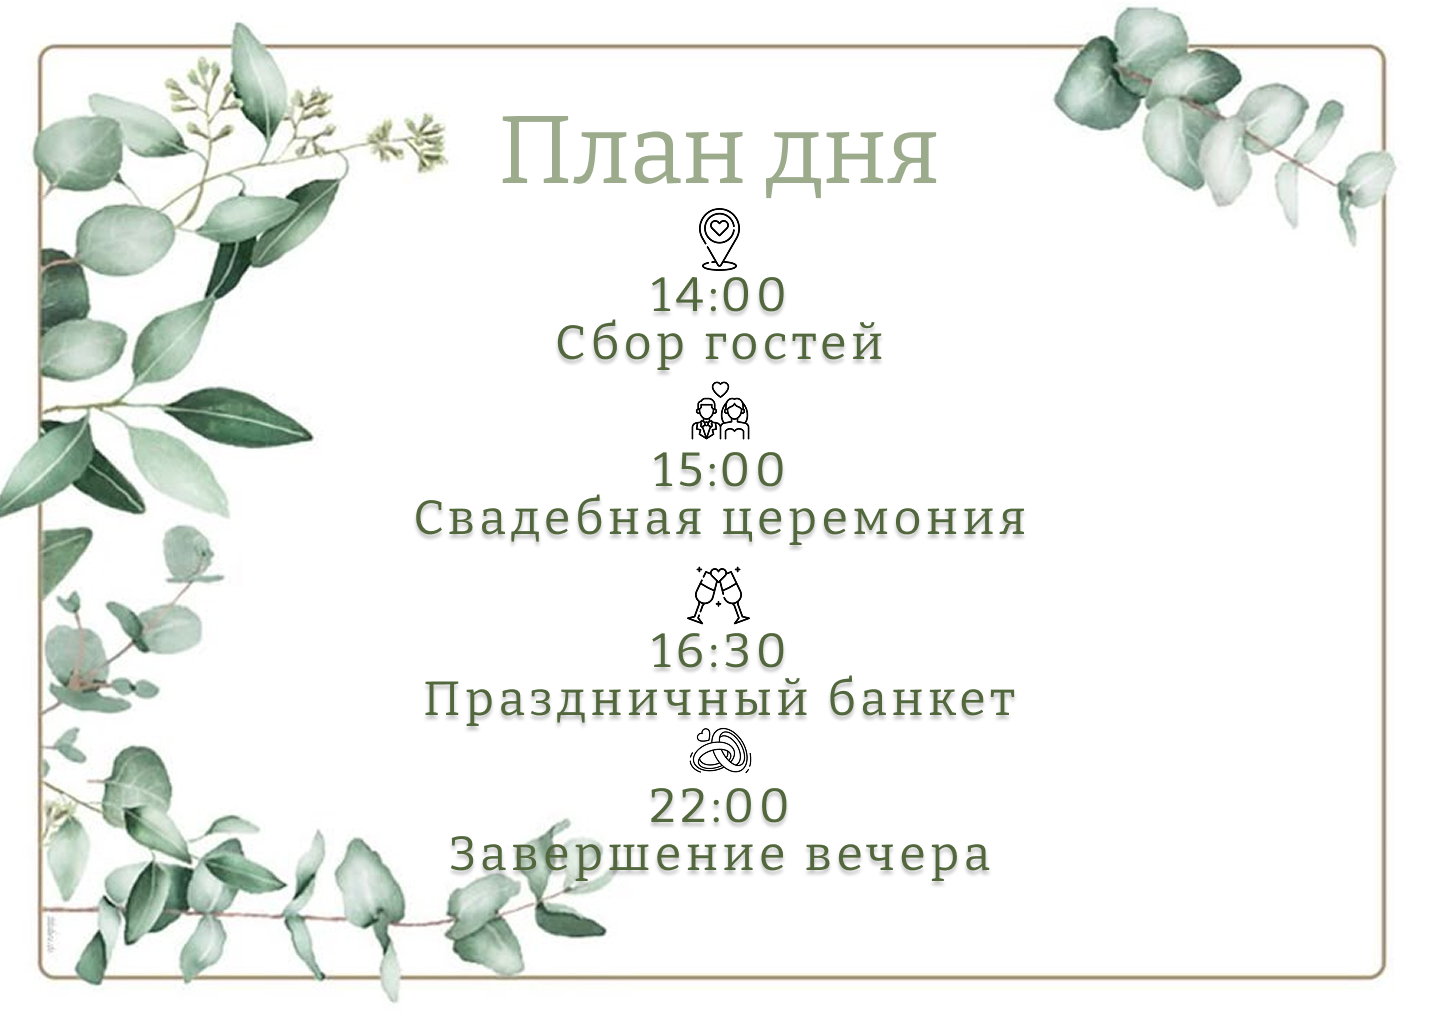 План дня
14:00
Сбор гостей
15:00
Свадебная церемония
16:30
Праздничный банкет
22:00
Завершение вечера